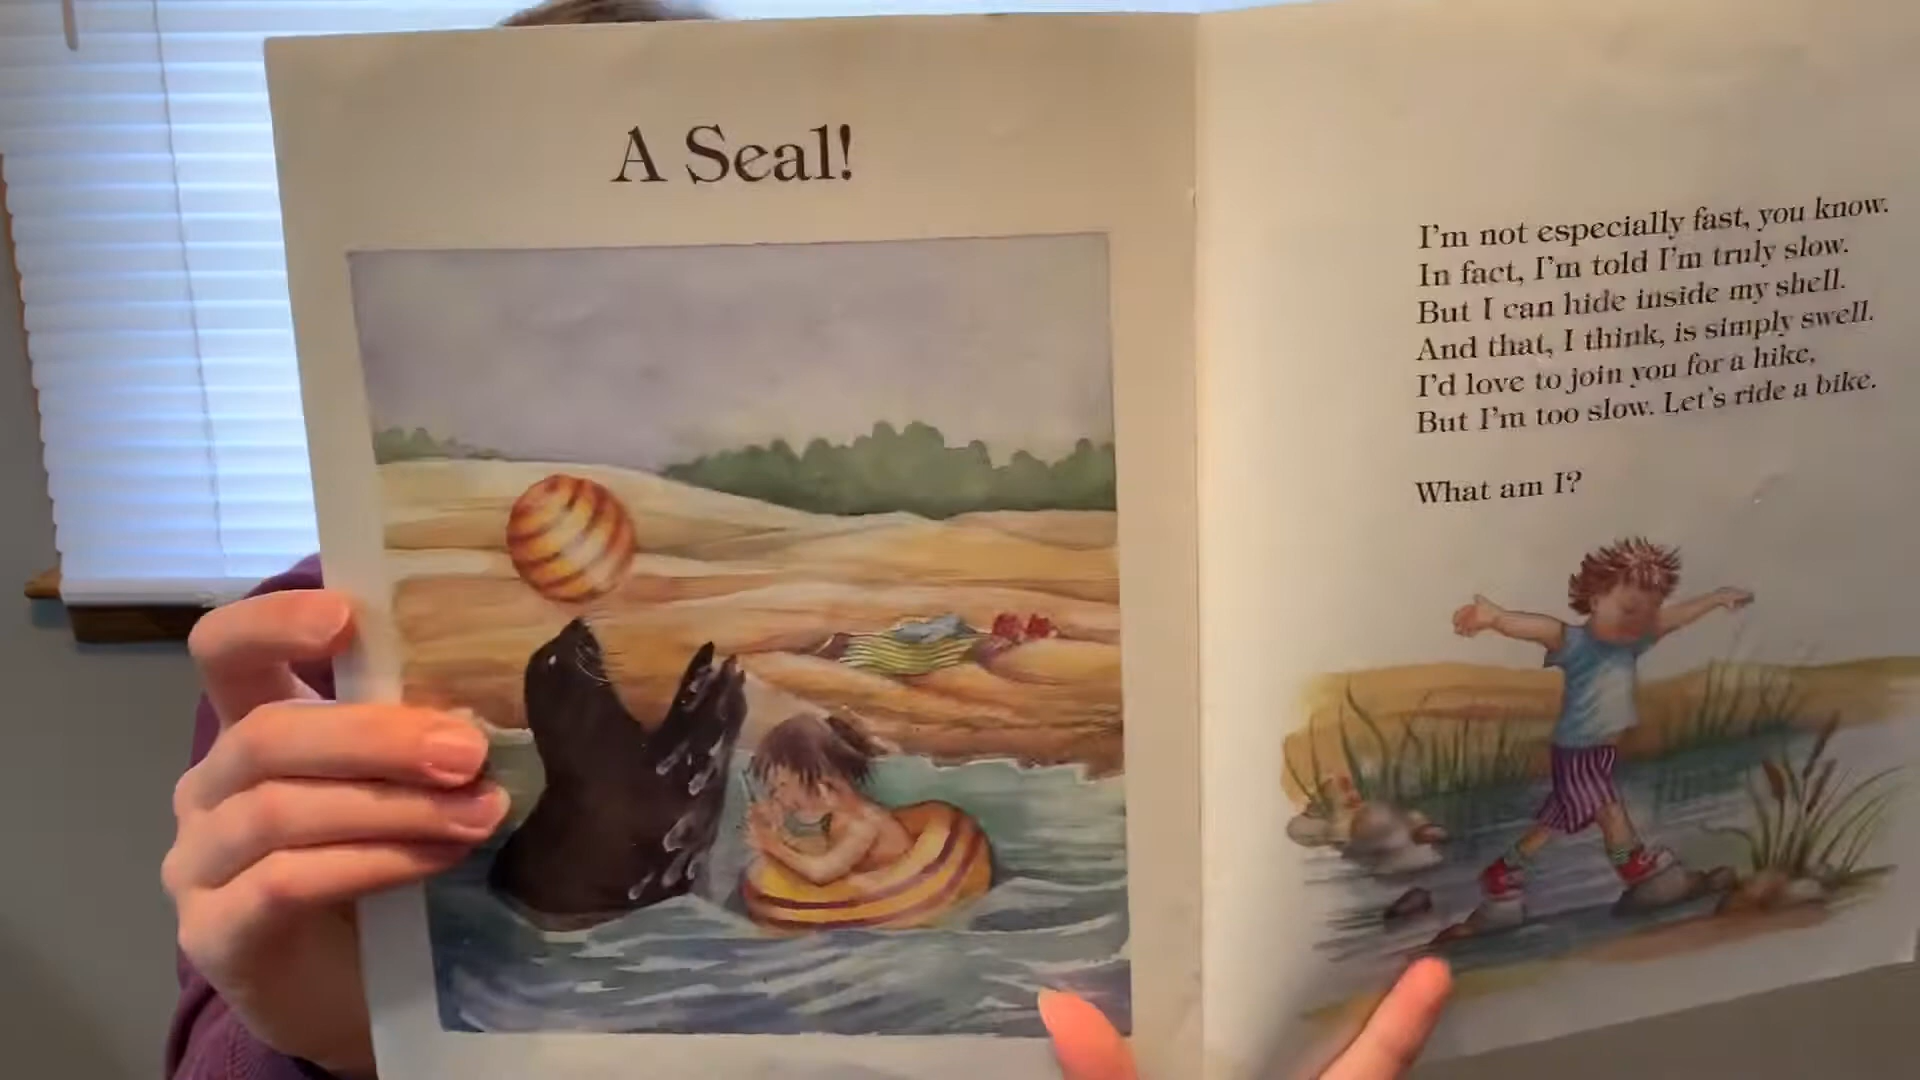 A Seal!
I'm not especially fast, you know.
In fact, I'm told I'm truly slow.
But I can hide inside my shell.
And that, I think, is simply swell.
I'd love to join you for a hike,
But I'm too slow. Let's ride a bike.
What am I?